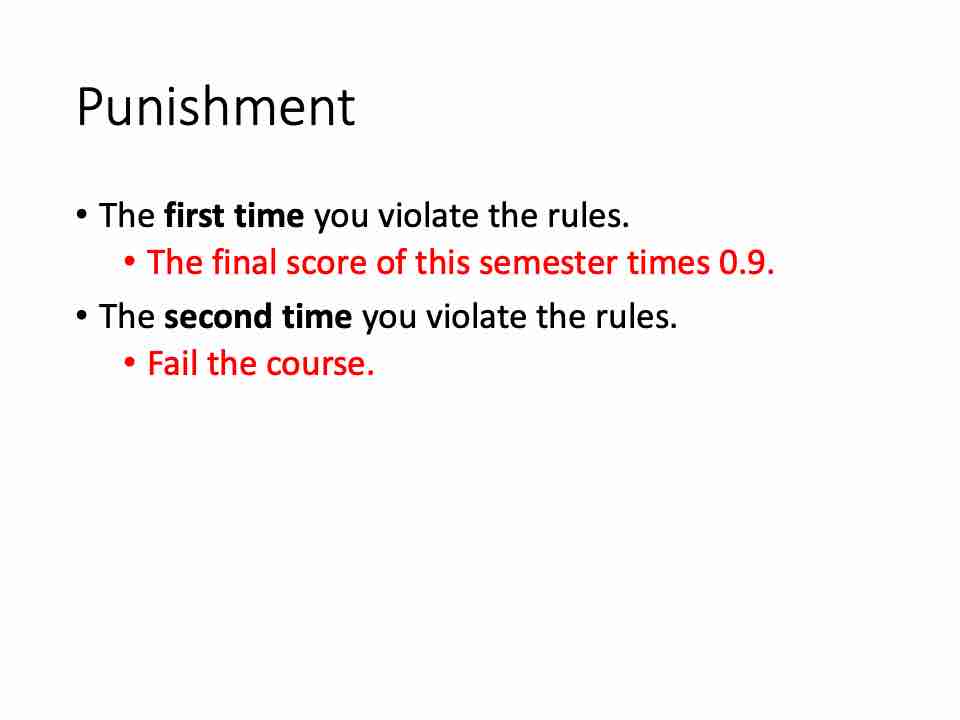 Punishment
• The first time you violate the rules.
• The final score of this semester times 0.9.
• The second time you violate the rules.
• Fail the course.